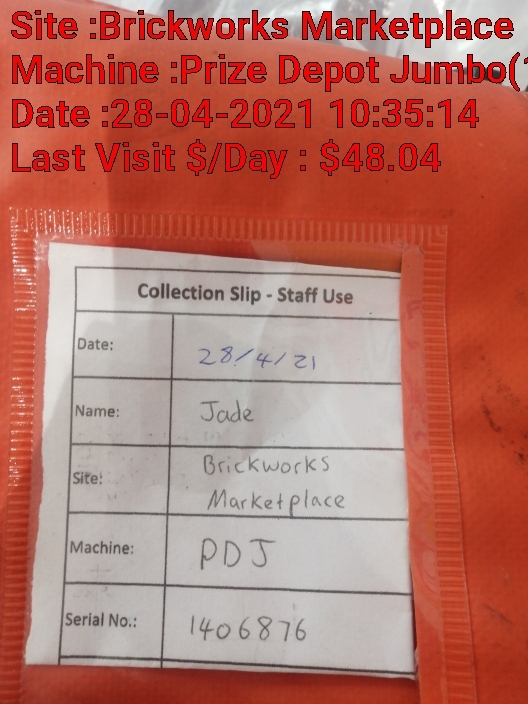 Site :Brickworks Marketplace
Machine :Prize Depot Jumbo(
Date :28-04-2021 10:35:14
Last Visit $/Day : $48.04
Collection Slip - Staff Use
Date: 28/4/21
Name: Jade
Site: Brickworks
Marketplace
Machine: PDJ
Serial No.: 1406876